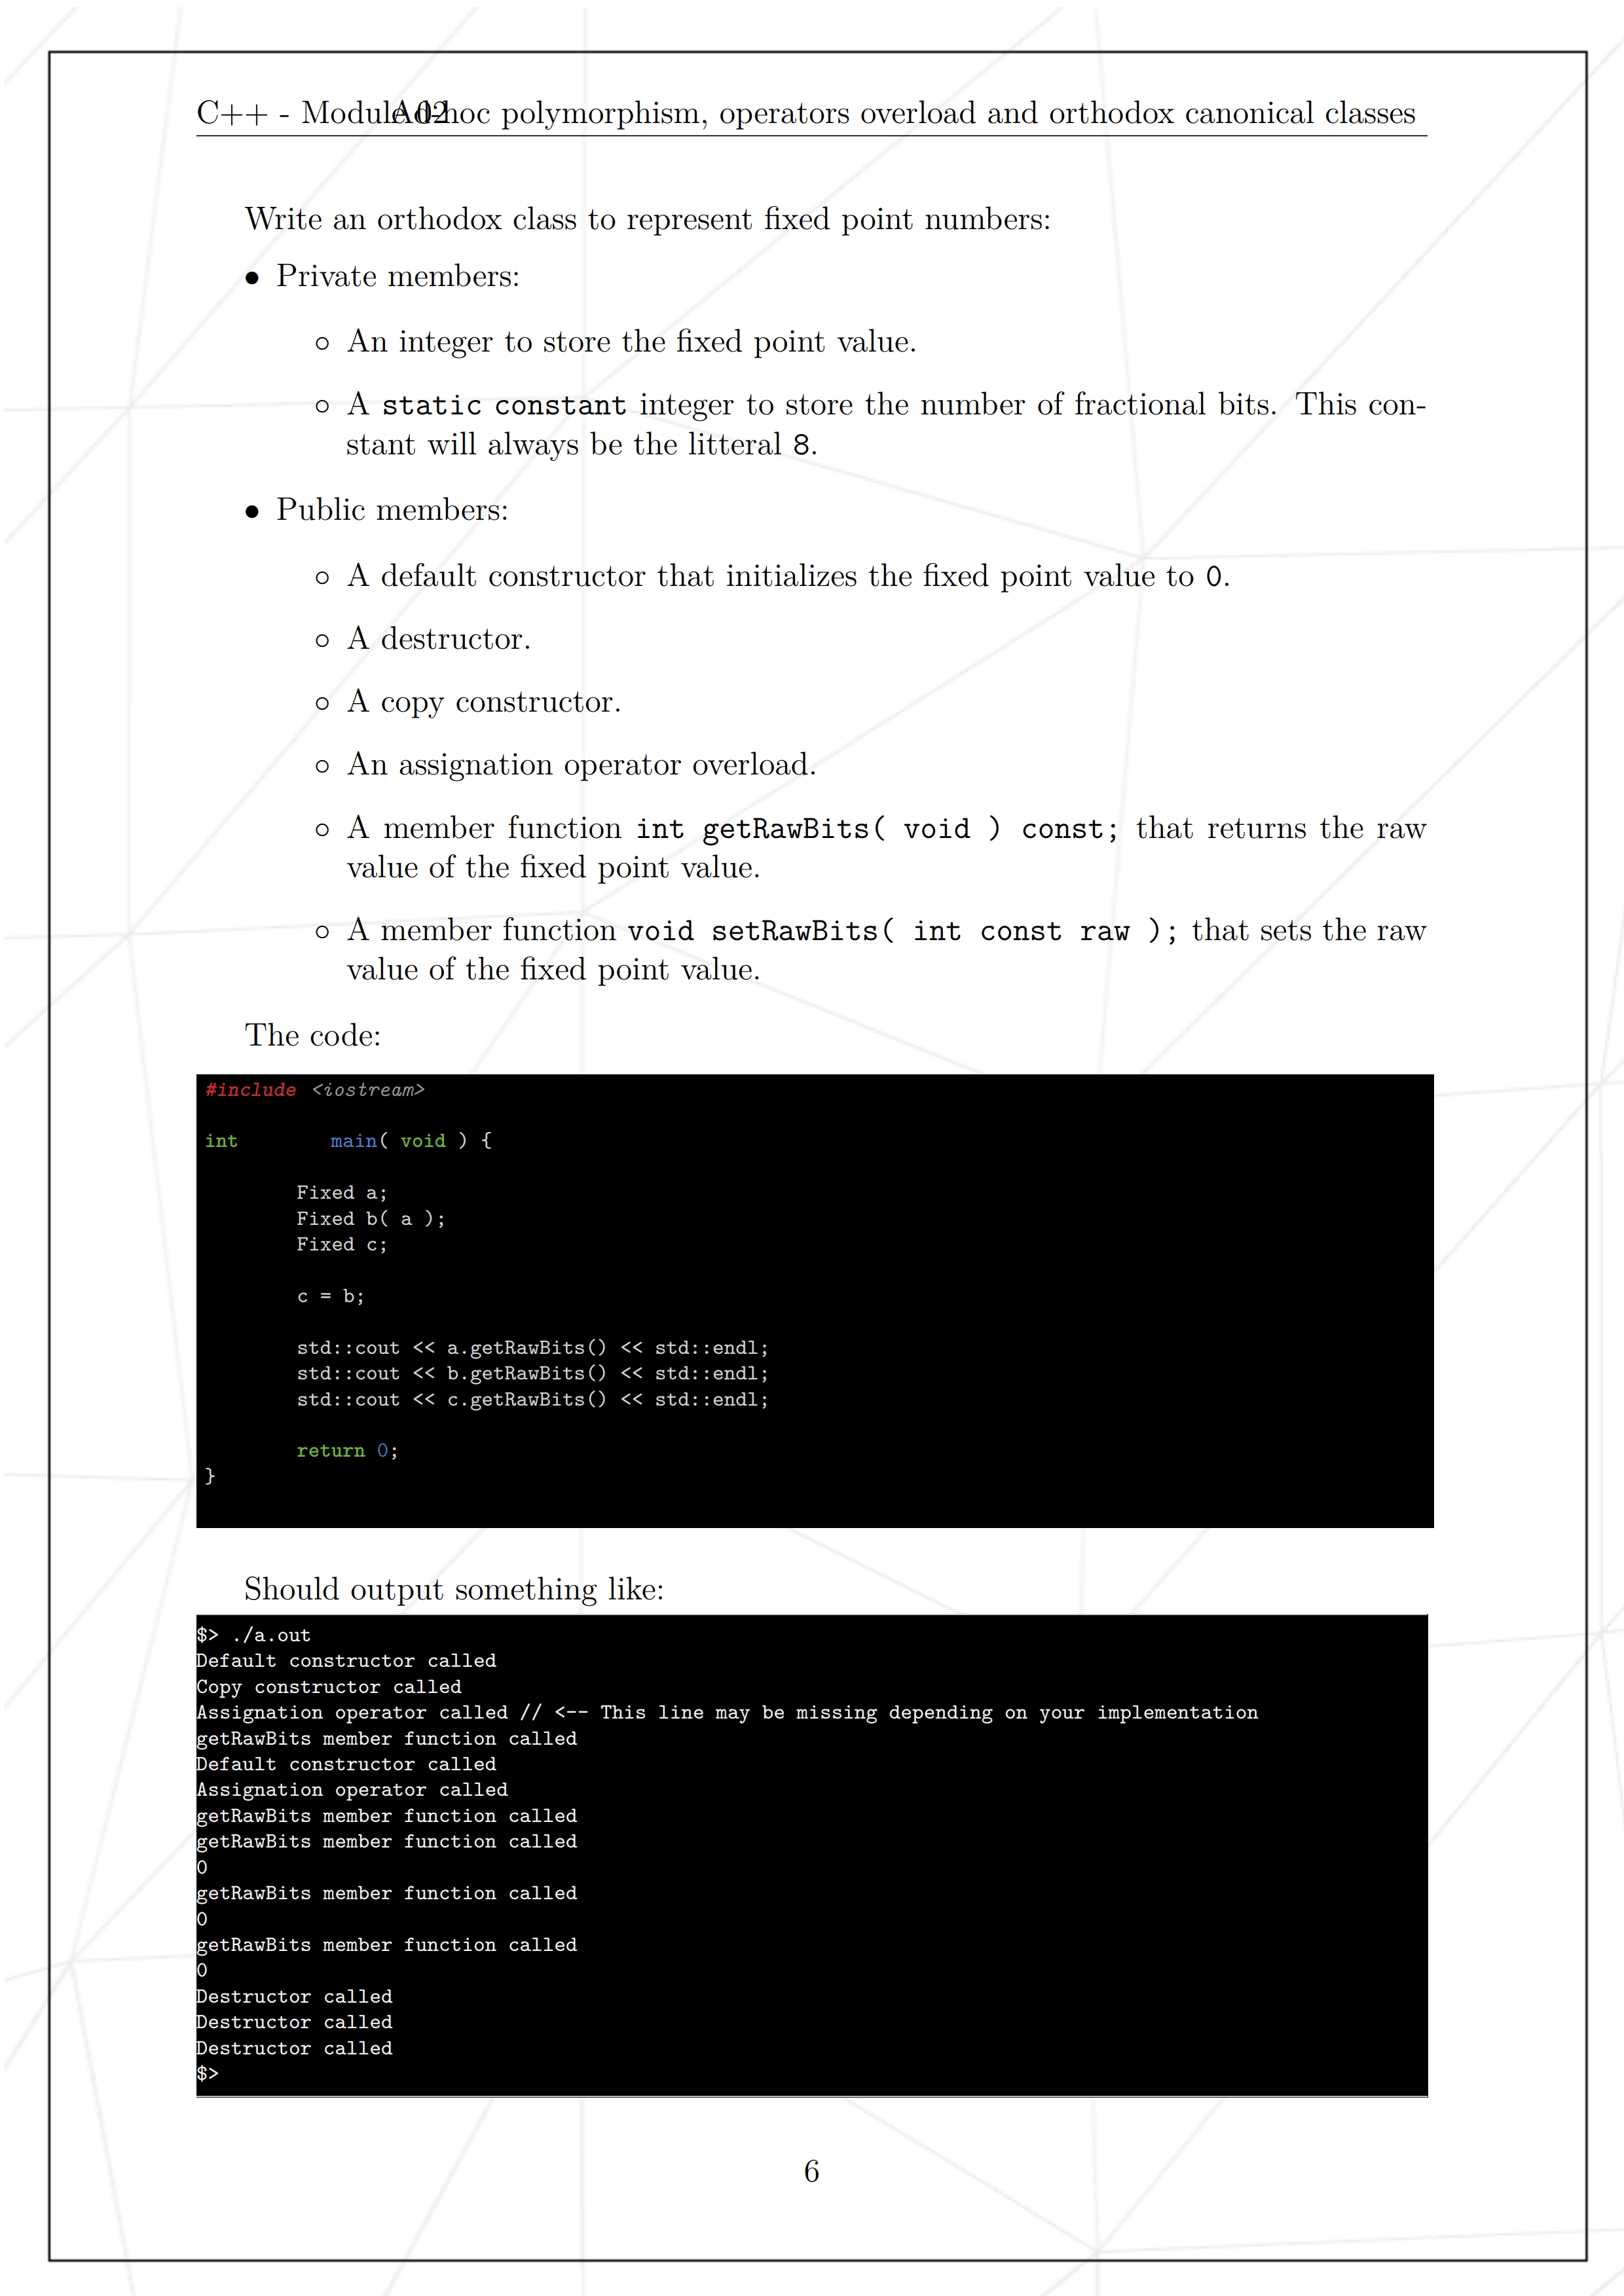 C++ - Module 02 Ad-hoc polymorphism, operators overload and orthodox canonical classes
Write an orthodox class to represent fixed point numbers:
• Private members:
◦ An integer to store the fixed point value.
◦ A static constant integer to store the number of fractional bits. This con-
stant will always be the litteral 8.
• Public members:
◦ A default constructor that initializes the fixed point value to 0.
◦ A destructor.
◦ A copy constructor.
◦ An assignation operator overload.
◦ A member function int getRawBits( void ) const; that returns the raw
value of the fixed point value.
◦ A member function void setRawBits( int const raw ); that sets the raw
value of the fixed point value.
The code:
#include <iostream>
int main( void ) {
Fixed a;
Fixed b( a );
Fixed c;
c = b;
std::cout << a.getRawBits() << std::endl;
std::cout << b.getRawBits() << std::endl;
std::cout << c.getRawBits() << std::endl;
return 0;
}
Should output something like:
$> ./a.out
Default constructor called
Copy constructor called
Assignation operator called // <-- This line may be missing depending on your implementation
getRawBits member function called
Default constructor called
Assignation operator called
getRawBits member function called
getRawBits member function called
0
getRawBits member function called
0
getRawBits member function called
0
Destructor called
Destructor called
Destructor called
$>
6